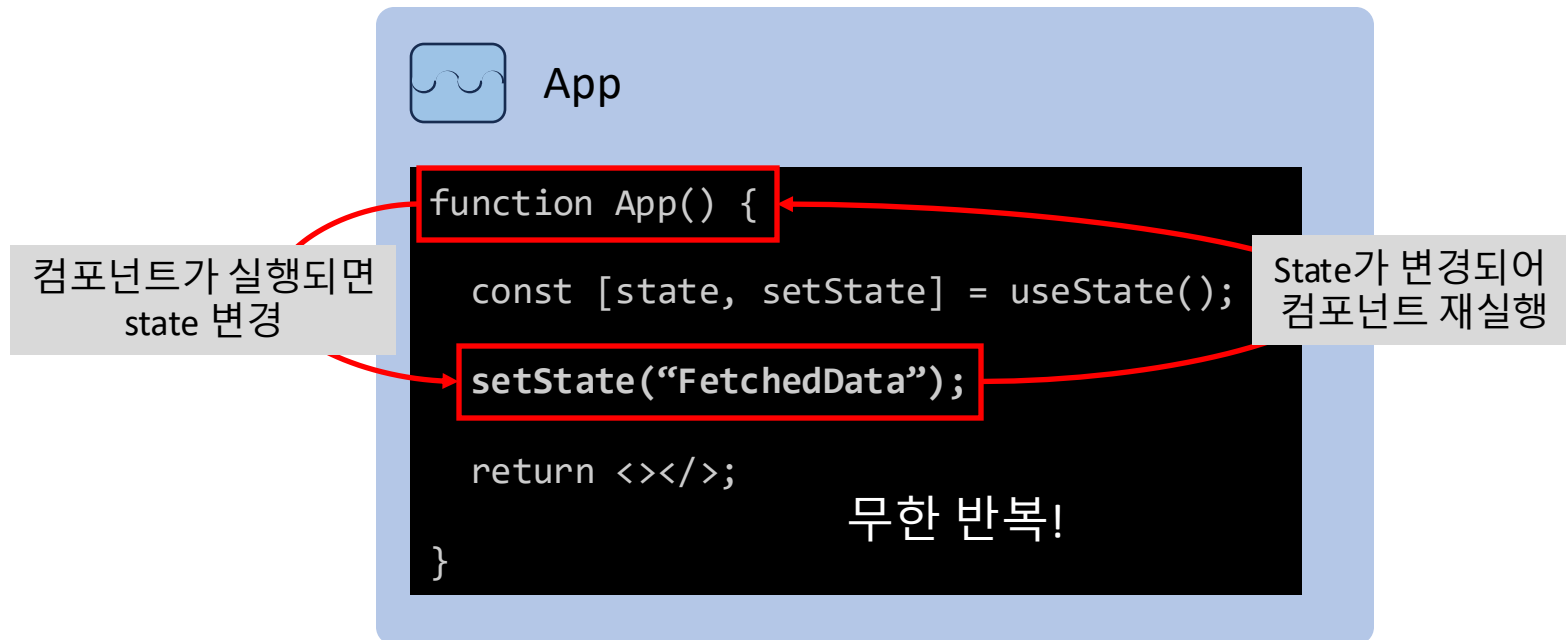 App
function App() {
컴포넌트가 실행되면
state 변경
const [state, setState] = useState();
State가 변경되어
컴포넌트 재실행
setState(“FetchedData”);
return <></>;
무한 반복!
}